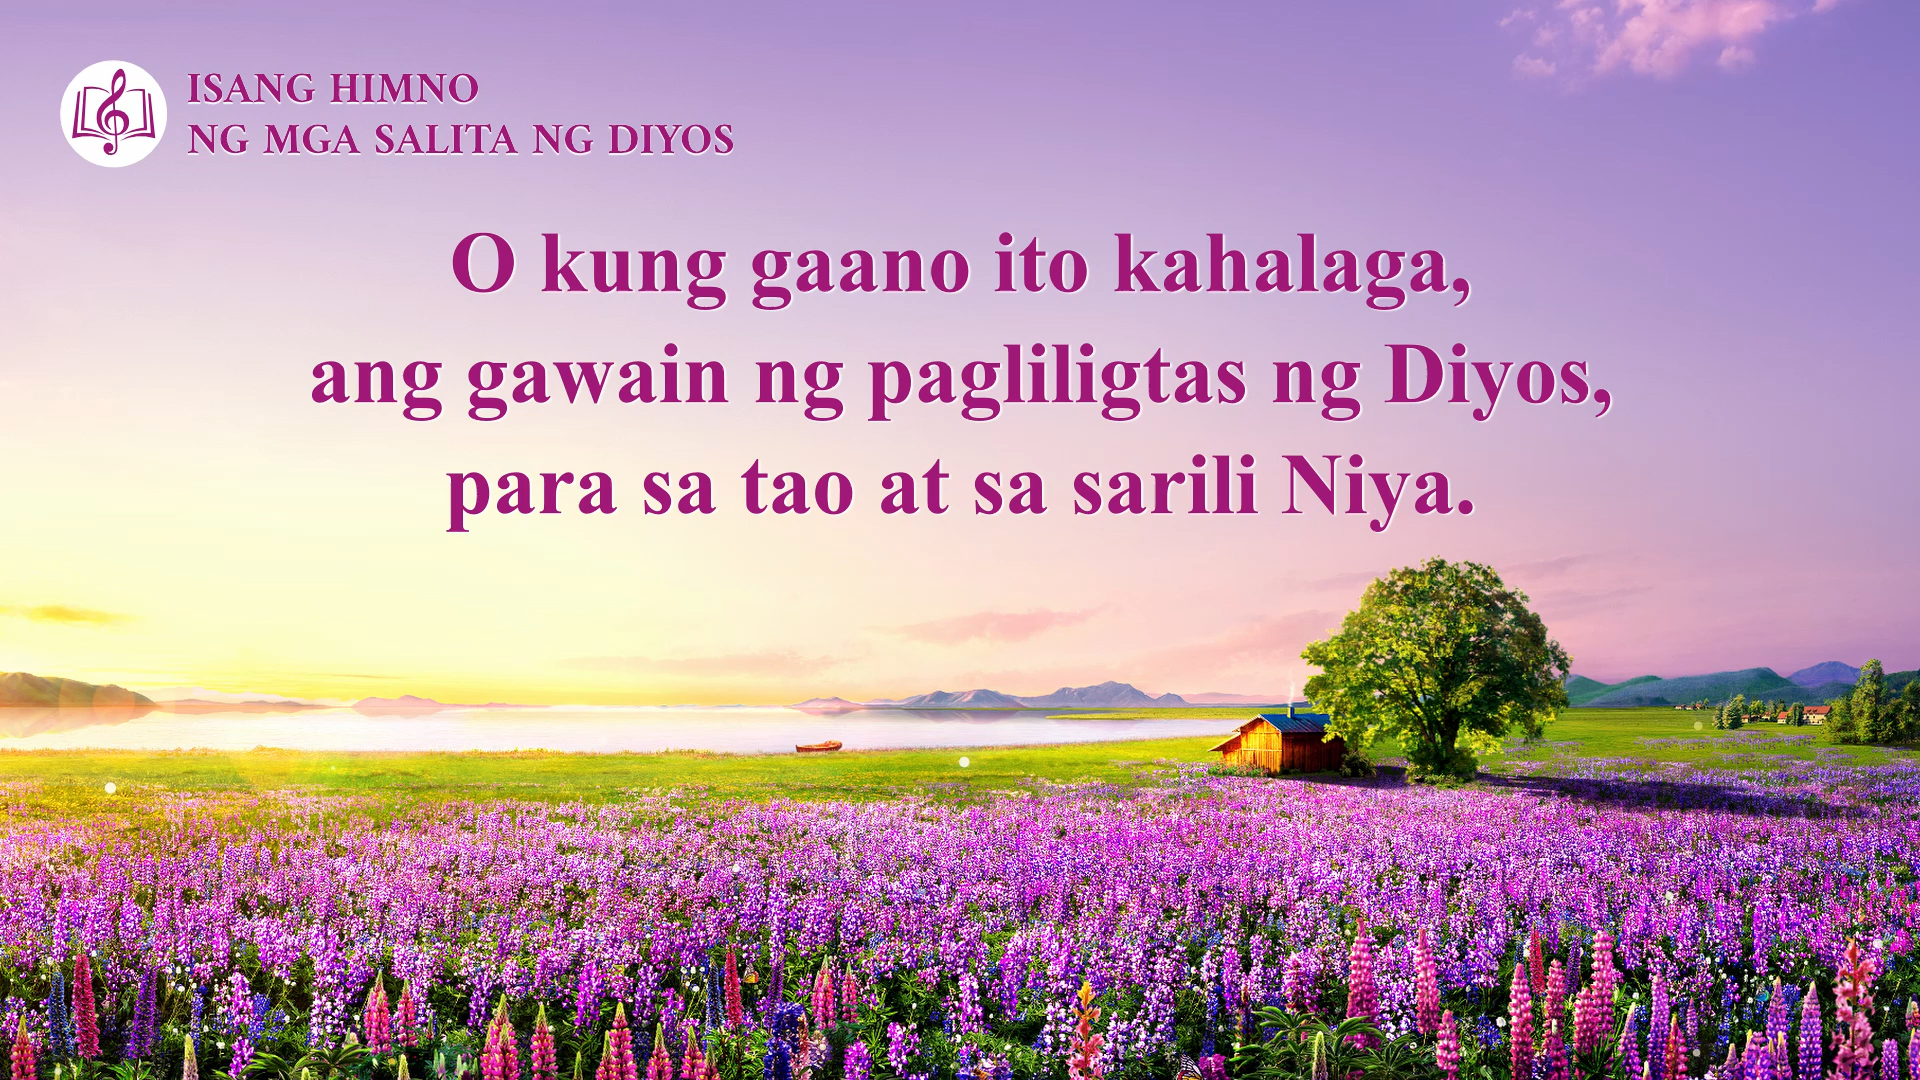 ISANG HIMNO
NG MGA SALITA NG DIYOS
O kung gaano ito kahalaga,
ang gawain ng pagliligtas ng Diyos,
para sa tao at sa sarili Niya.